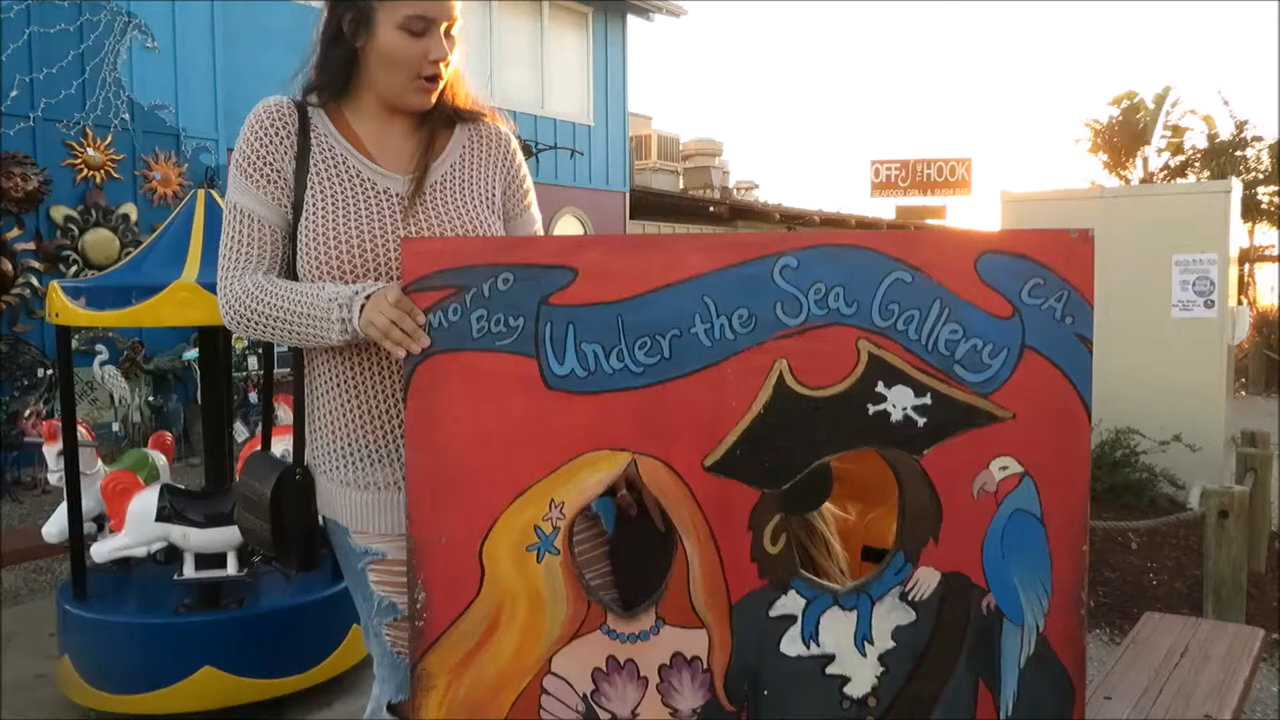 OFF THE HOOK
SEAFOOD GRILL & SUSHI BAR
Morro
Bay
Under the Sea Gallery
CA.